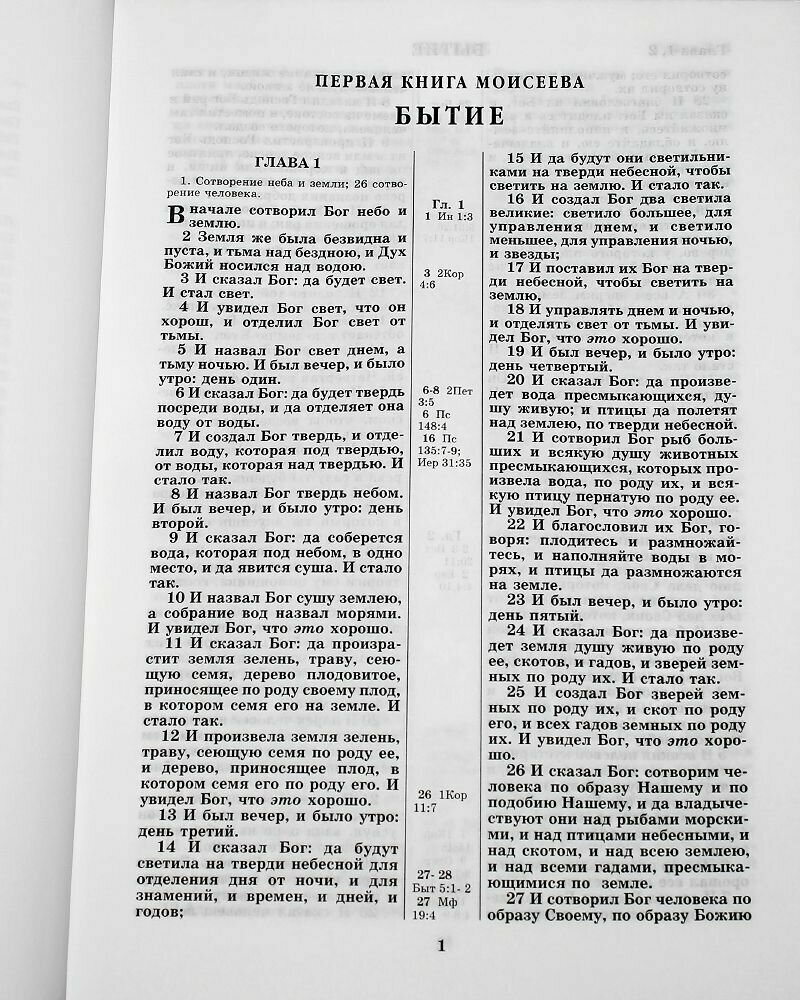 ПЕРВАЯ КНИГА МОИСЕЕВА
БЫТИЕ
ГЛАВА 1
1. Сотворение неба и земли; 26 сотво-
рение человека.
В начале сотворил Бог небо и
землю.
2 Земля же была безвидна и
пуста, и тьма над бездною, и Дух
Божий носился над водою.
3 И сказал Бог: да будет свет.
И стал свет.
4 И увидел Бог свет, что он
хорош, и отделил Бог свет от
тьмы.
5 И назвал Бог свет днем, а
тьму ночью. И был вечер, и было
утро: день один.
6 И сказал Бог: да будет твердь
посреди воды, и да отделяет она
воду от воды.
7 И создал Бог твердь, и отде-
лил воду, которая под твердью,
от воды, которая над твердью. И
стало так.
8 И назвал Бог твердь небом.
И был вечер, и было утро: день
второй.
9 И сказал Бог: да соберется
вода, которая под небом, в одно
место, и да явится суша. И стало
так.
10 И назвал Бог сушу землею,
а собрание вод назвал морями.
И увидел Бог, что это хорошо.
11 И сказал Бог: да произра-
стит земля зелень, траву, сею-
щую семя, дерево плодовитое,
приносящее по роду своему плод,
в котором семя его на земле. И
стало так.
12 И произвела земля зелень,
траву, сеющую семя по роду ее,
и дерево, приносящее плод, в
котором семя его по роду его. И
увидел Бог, что это хорошо.
13 И был вечер, и было утро:
день третий.
14 И сказал Бог: да будут
светила на тверди небесной для
отделения дня от ночи, и для
знамений, и времен, и дней, и
годов;
Гл. 1
1 Ин 1:3
3 2Кор
4:6
6-8 2Пет
3:5
6 Пс
148:4
16 Пс
135:7-9;
Иер 31:35
26 1Кор
11:7
27- 28
Быт 5:1- 2
27 Мф
19:4
15 И да будут они светильни-
ками на тверди небесной, чтобы
светить на землю. И стало так.
16 И создал Бог два светила
великие: светило большее, для
управления днем, и светило
меньшее, для управления ночью,
и звезды;
17 И поставил их Бог на твер-
ди небесной, чтобы светить на
землю,
18 И управлять днем и ночью,
и отделять свет от тьмы. И уви-
дел Бог, что это хорошо.
19 И был вечер, и было утро:
день четвертый.
20 И сказал Бог: да произве-
дет вода пресмыкающихся, ду-
шу живую; и птицы да полетят
над землею, по тверди небесной.
21 И сотворил Бог рыб боль-
ших и всякую душу животных
пресмыкающихся, которых про-
извела вода, по роду их, и вся-
кую птицу пернатую по роду ее.
И увидел Бог, что это хорошо.
22 И благословил их Бог, го-
воря: плодитесь и размножай-
тесь, и наполняйте воды в мо-
рях, и птицы да размножаются
на земле.
23 И был вечер, и было утро:
день пятый.
24 И сказал Бог: да произве-
дет земля душу живую по роду
ее, скотов, и гадов, и зверей зем-
ных по роду их. И стало так.
25 И создал Бог зверей зем-
ных по роду их, и скот по роду
его, и всех гадов земных по роду
их. И увидел Бог, что это хоро-
шо.
26 И сказал Бог: сотворим че-
ловека по образу Нашему и по
подобию Нашему, и да владыче-
ствуют они над рыбами морски-
ми, и над птицами небесными, и
над скотом, и над всею землею,
и над всеми гадами, пресмыка-
ющимися по земле.
27 И сотворил Бог человека по
образу Своему, по образу Божию
1